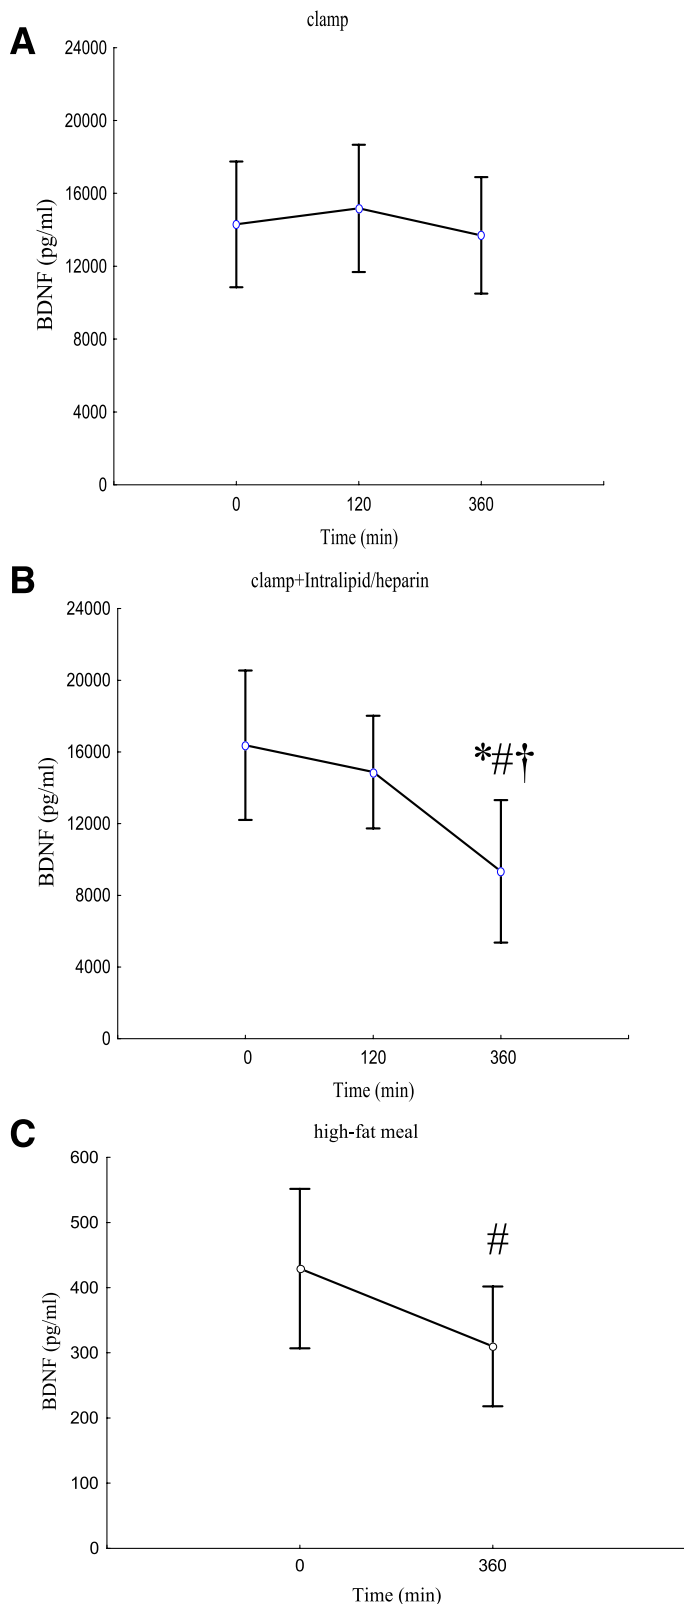 A
clamp
24000
20000
16000
12000
8000
4000
0
BDNF (pg/ml)
0 120 360
Time (min)
B
clamp+Intralipid/heparin
24000
20000
16000
12000
8000
4000
0
BDNF (pg/ml)
*#†
0 120 360
Time (min)
C
high-fat meal
600
500
400
300
200
100
0
BDNF (pg/ml)
#
0 360
Time (min)